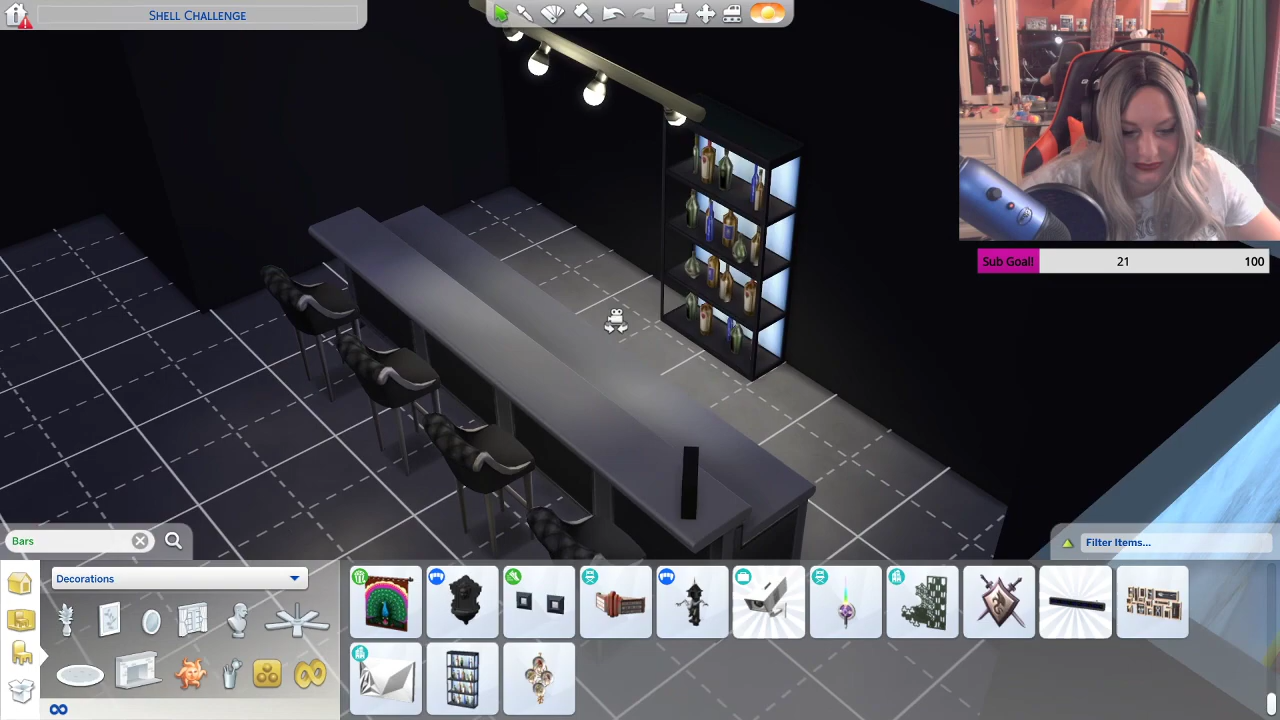 SHELL CHALLENGE
Sub Goal!
21
100
Bars
Filter Items...
Decorations